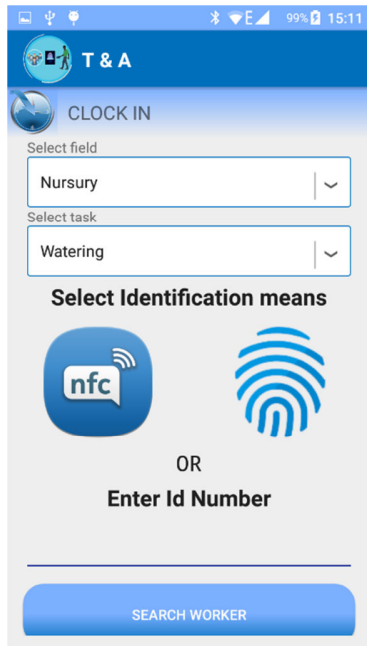 E 99% 15:11
T & A
CLOCK IN
Select field
Nursury
Select task
Watering
Select Identification means
nfc
OR
Enter Id Number
SEARCH WORKER